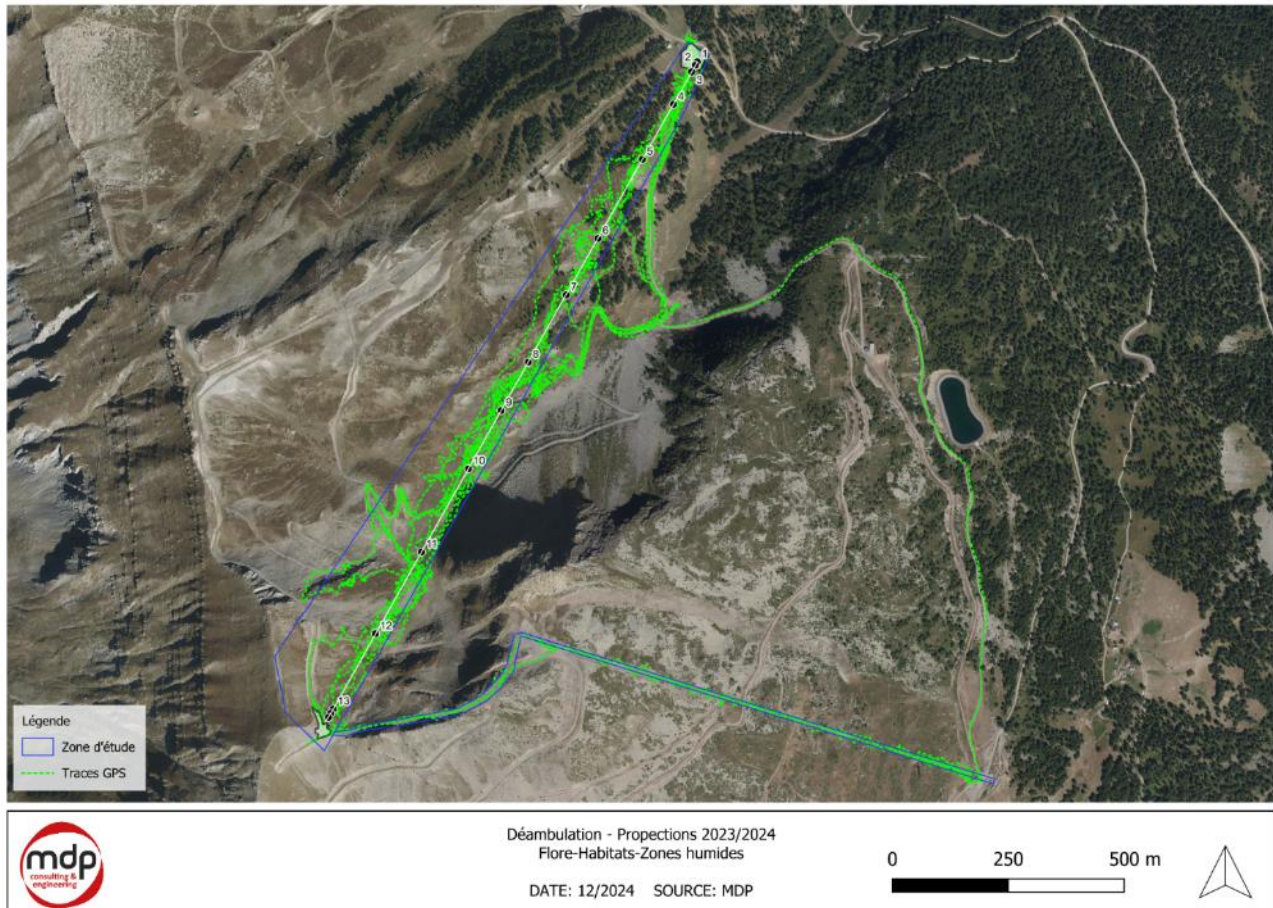 1
2
3
4
5
6
7
8
9
10
11
12
13
Légende
Zone d'étude
Traces GPS
mdp
consulting &
engineering
Déambulation - Propections 2023/2024
Flore-Habitats-Zones humides
DATE: 12/2024 SOURCE: MDP
0 250 500 m